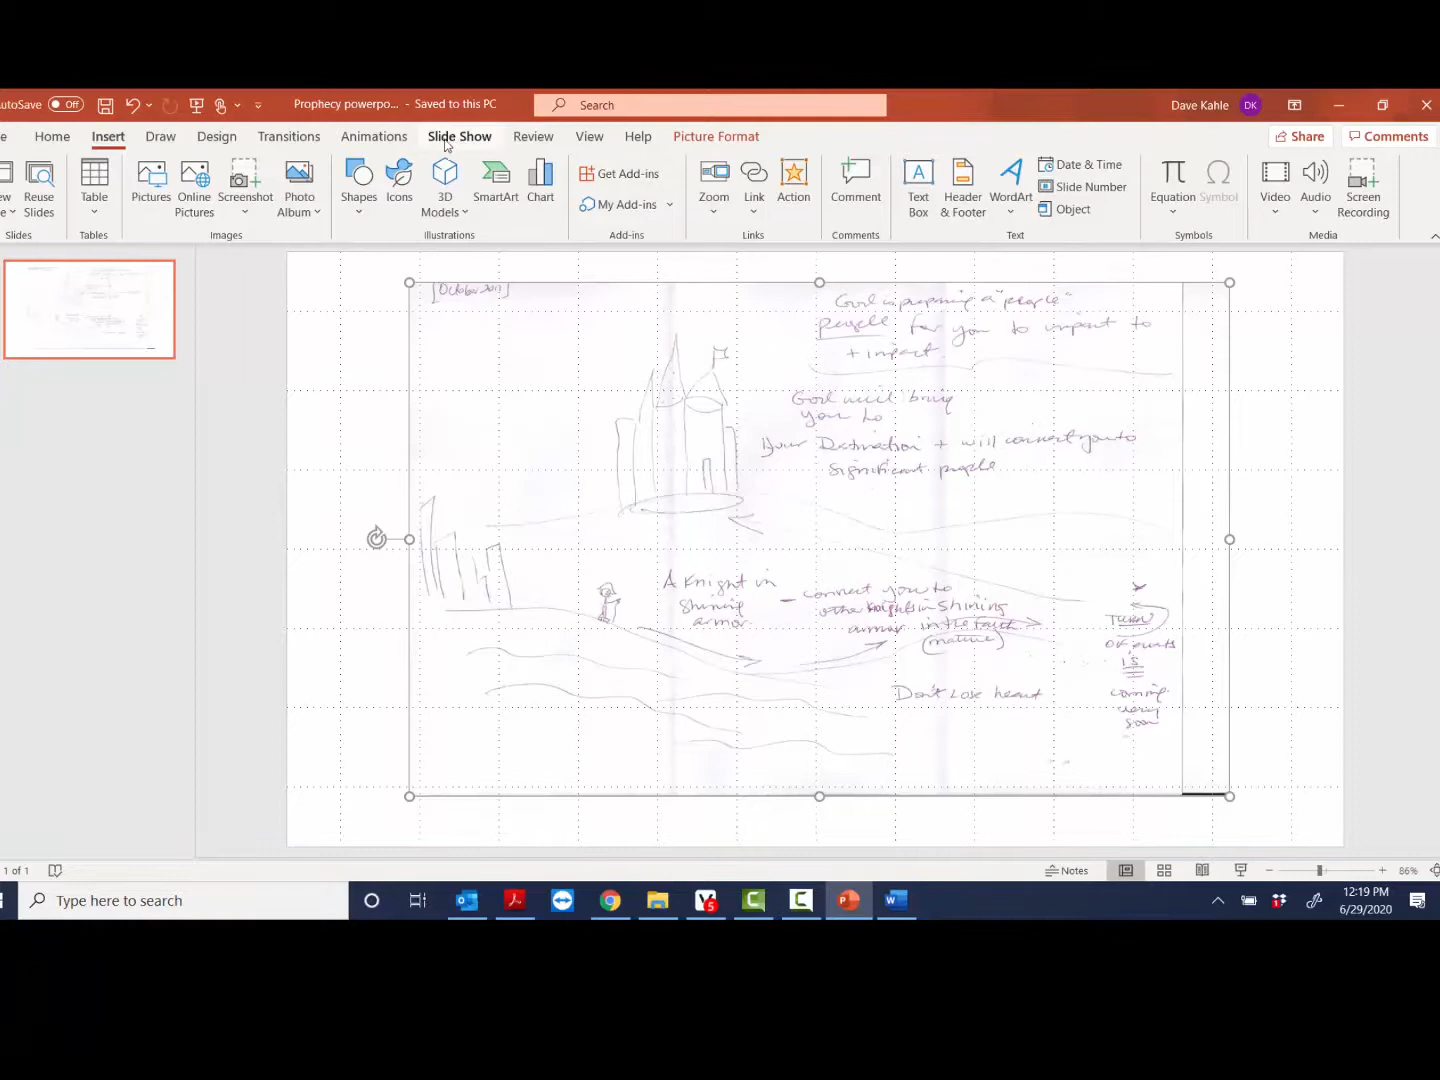 AutoSave Off Prophecy powerpo... - Saved to this PC Search Dave Kahle DK
Home Insert Draw Design Transitions Animations Slide Show Review View Help Picture Format Share Comments
Reuse Slides
Table
Pictures
Online Pictures
Screenshot
Photo Album
Shapes
Icons
3D Models
SmartArt
Chart
Get Add-ins
My Add-ins
Zoom
Link
Action
Comment
Text Box
Header & Footer
WordArt
Date & Time
Slide Number
Object
Equation
Symbol
Video
Audio
Screen Recording
Slides Tables Images Illustrations Add-ins Links Comments Text Symbols Media
God is preparing a "people"
people for you to impart to
+ impact
God will bring
you to
Your Destination + will connect you to
significant people
A Knight in
shining
armor
- connect you to
other knights in shining
armor in the faith
(mature)
Don't Lose heart
TURN
of events
is
coming
very
soon
1 of 1 Notes 86%
Type here to search 12:19 PM
6/29/2020